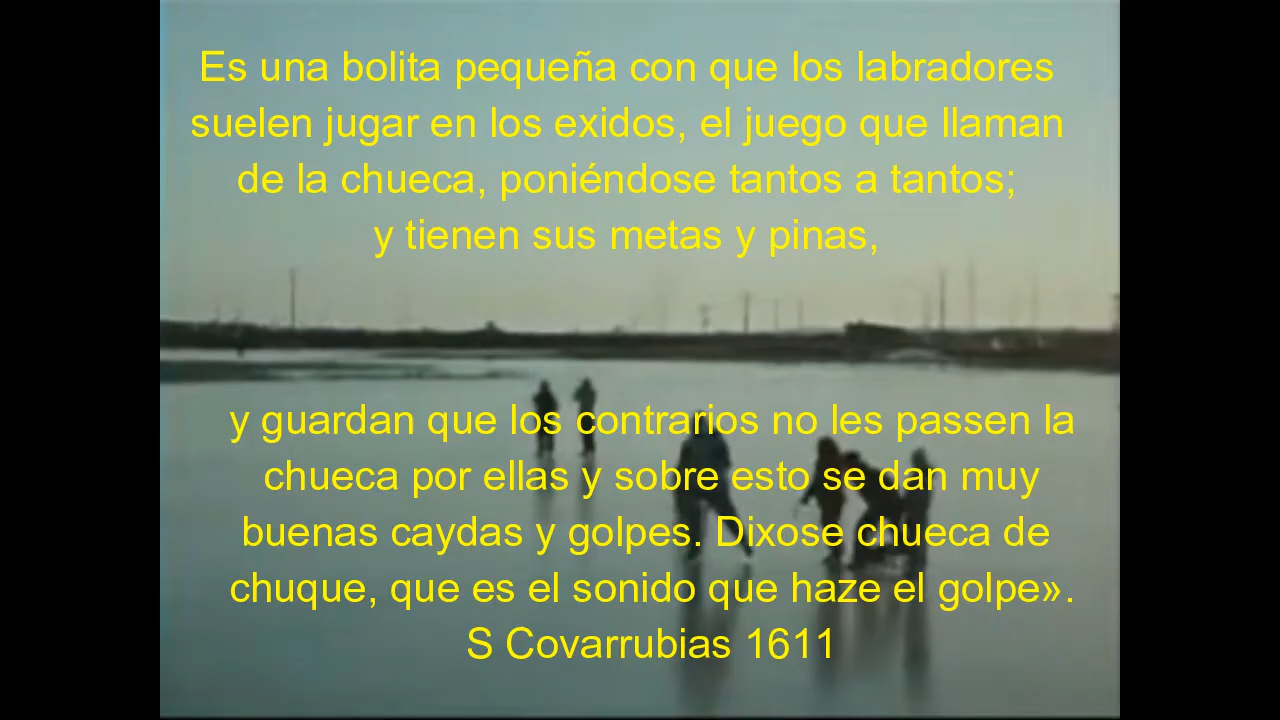 Es una bolita pequeña con que los labradores
suelen jugar en los exidos, el juego que llaman
de la chueca, poniéndose tantos a tantos;
y tienen sus metas y pinas,
y guardan que los contrarios no les passen la
chueca por ellas y sobre esto se dan muy
buenas caydas y golpes. Dixose chueca de
chuque, que es el sonido que haze el golpe».
S Covarrubias 1611